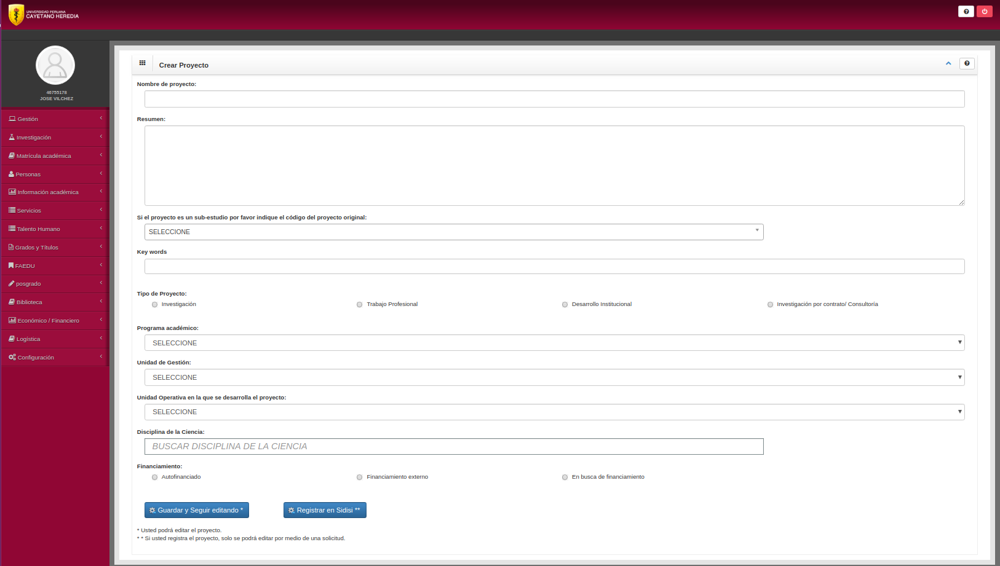 UNIVERSIDAD PERUANA
CAYETANO HEREDIA
46755178
JOSE VILCHEZ
Gestión
Investigación
Matrícula académica
Personas
Información académica
Servicios
Talento Humano
Grados y Títulos
FAEDU
posgrado
Biblioteca
Económico / Financiero
Logística
Configuración
Crear Proyecto
Nombre de proyecto:
Resumen:
Si el proyecto es un sub-estudio por favor indique el código del proyecto original:
SELECCIONE
Key words
Tipo de Proyecto:
Investigación Trabajo Profesional Desarrollo Institucional Investigación por contrato/ Consultoría
Programa académico:
SELECCIONE
Unidad de Gestión:
SELECCIONE
Unidad Operativa en la que se desarrolla el proyecto:
SELECCIONE
Disciplina de la Ciencia:
BUSCAR DISCIPLINA DE LA CIENCIA
Financiamiento:
Autofinanciado Financiamiento externo En busca de financiamiento
Guardar y Seguir editando * Registrar en Sidisi **
* Usted podrá editar el proyecto.
* * Si usted registra el proyecto, solo se podrá editar por medio de una solicitud.